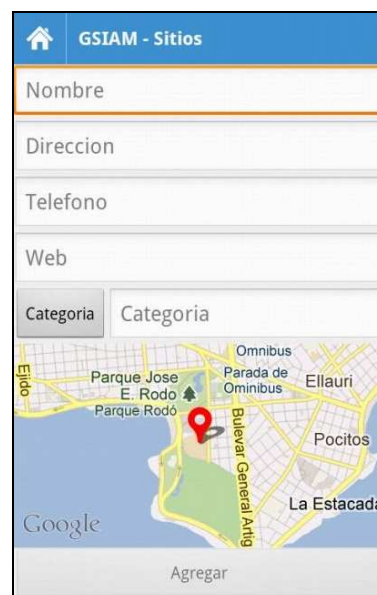 GSIAM - Sitios
Nombre
Direccion
Telefono
Web
Categoria
Categoria
Omnibus
Parada de
Ominibus
Ellauri
Ejido
Parque Jose
E. Rodo
Parque Rodó
Bulevar General Artig
Pocitos
La Estacada
Google
Agregar